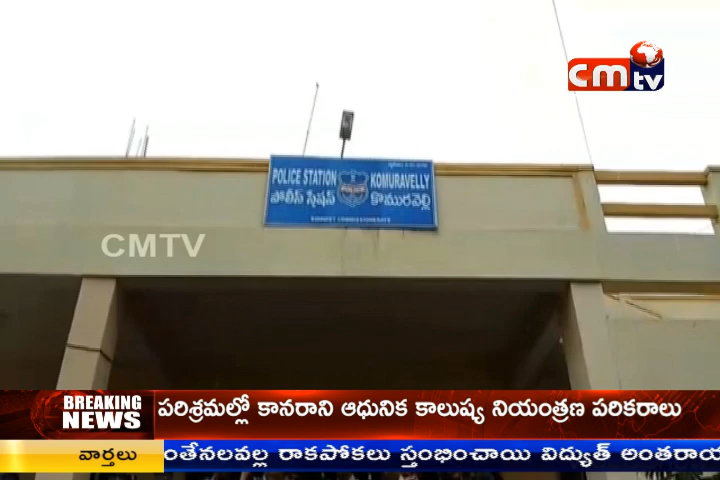 cmtv
POLICE STATION KOMURAVELLY
పోలీస్ స్టేషన్ కొమురవెల్లి
CMTV
BREAKING NEWS
పరిశ్రమల్లో కానరాని ఆధునిక కాలుష్య నియంత్రణ పరికరాలు
వార్తలు
ంతేనలవల్ల రాకపోకలు స్తంభించాయి విద్యుత్ అంతరాయ